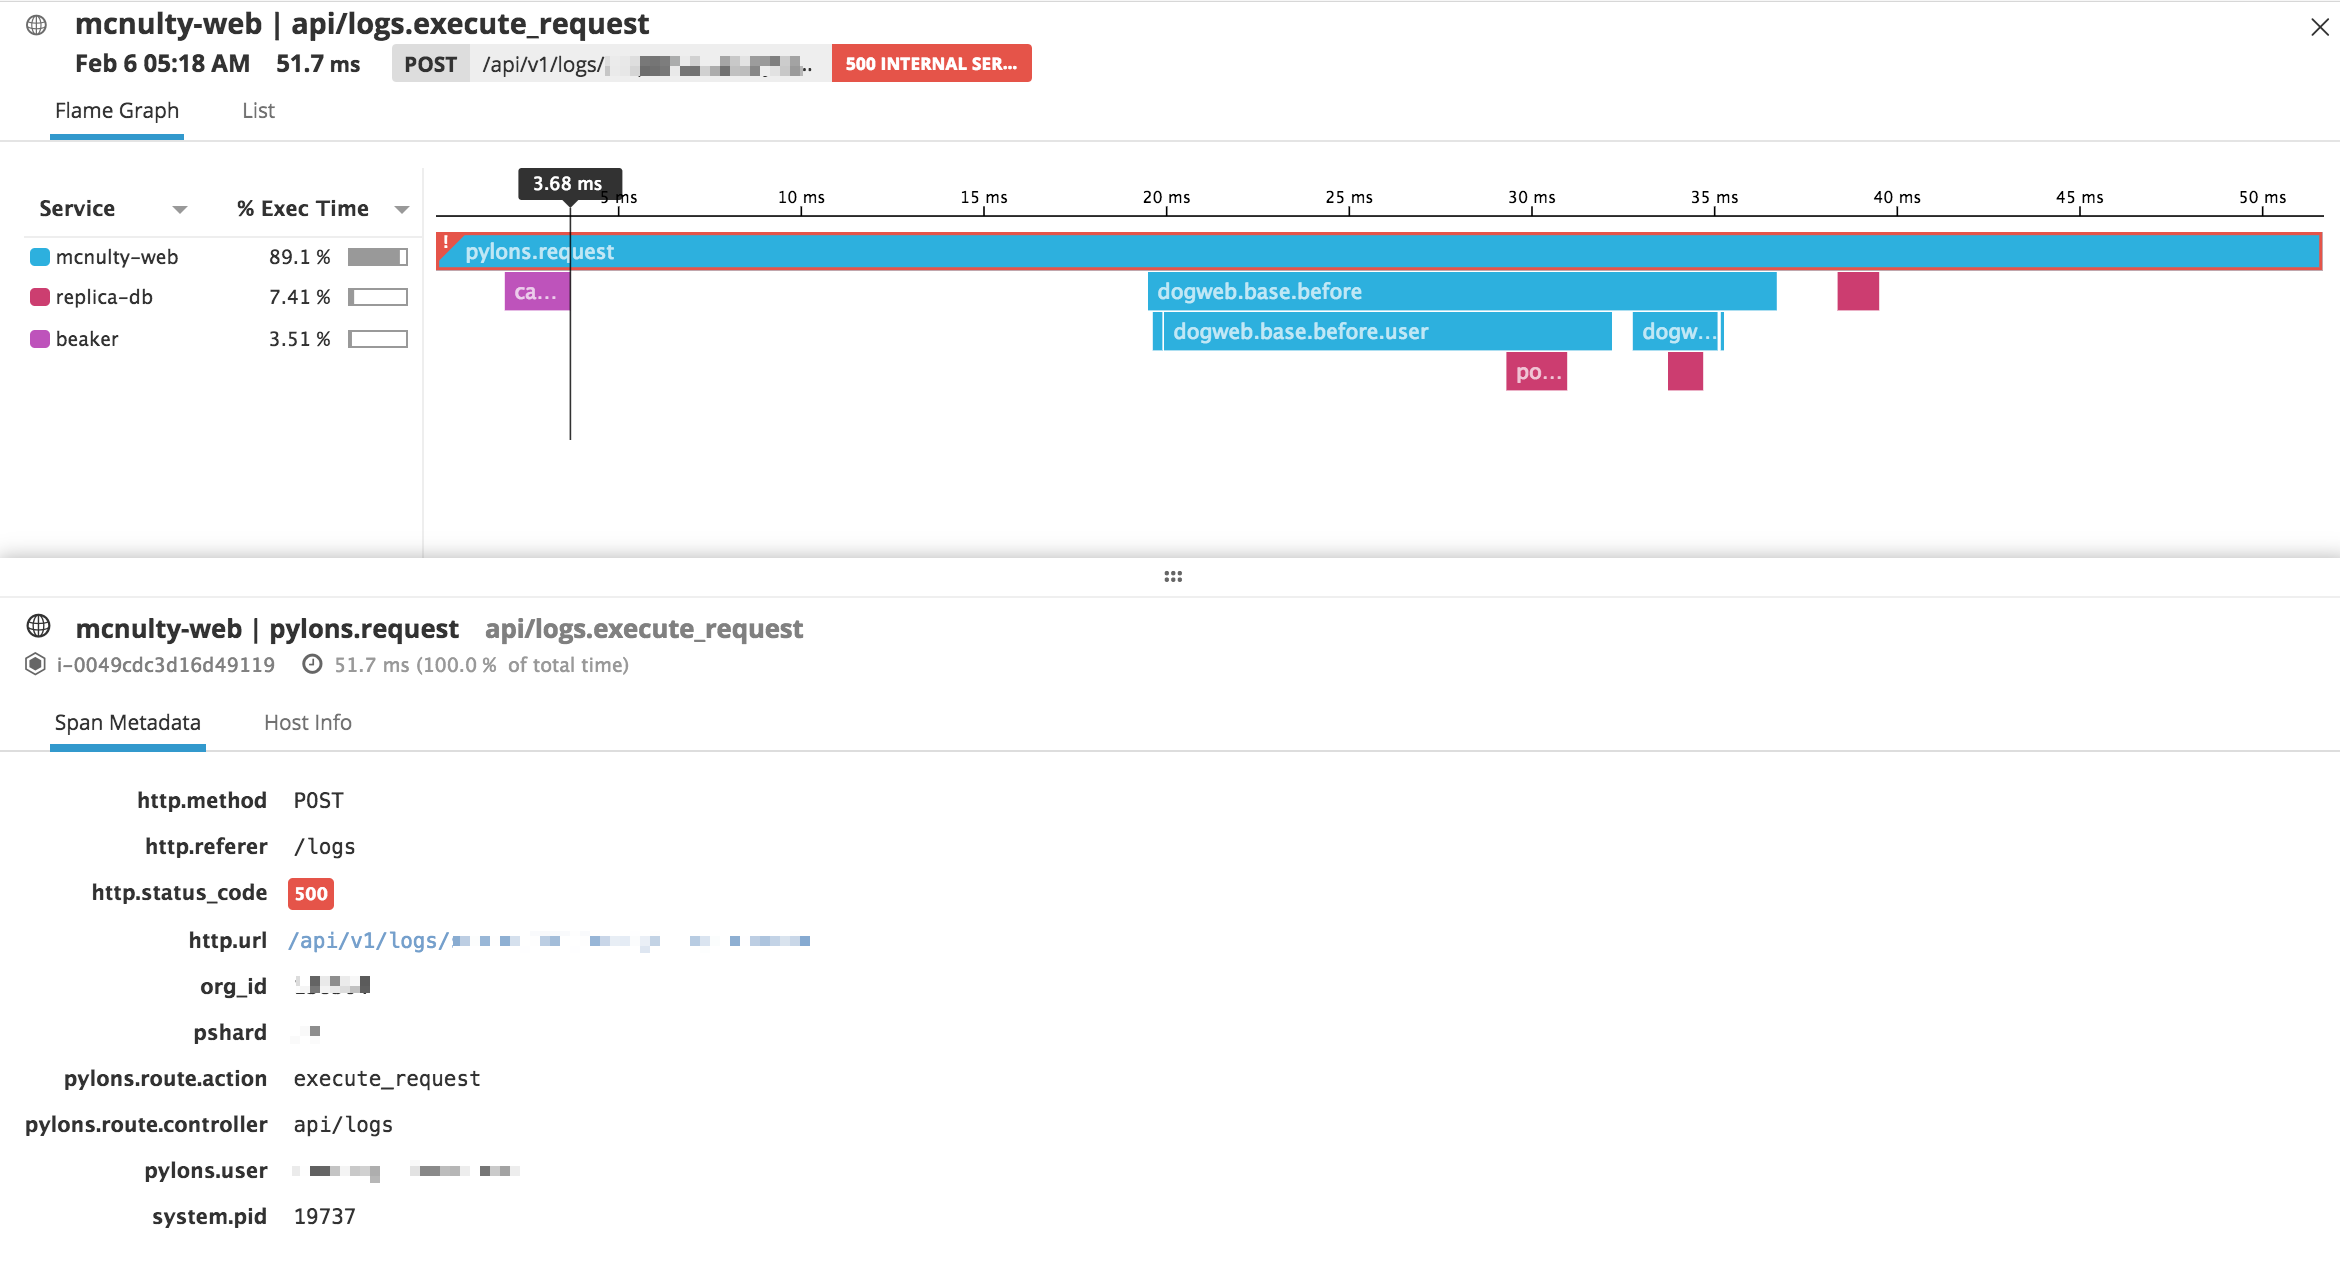 mcnulty-web | api/logs.execute_request
Feb 6 05:18 AM 51.7 ms POST /api/v1/logs/ .. 500 INTERNAL SER...
Flame Graph List
3.68 ms
Service % Exec Time
5 ms 10 ms 15 ms 20 ms 25 ms 30 ms 35 ms 40 ms 45 ms 50 ms
mcnulty-web 89.1 % ! pylons.request
replica-db 7.41 % ca... dogweb.base.before
beaker 3.51 % dogweb.base.before.user dogw...
po...
mcnulty-web | pylons.request api/logs.execute_request
i-0049cdc3d16d49119 51.7 ms (100.0 % of total time)
Span Metadata Host Info
http.method POST
http.referer /logs
http.status_code 500
http.url /api/v1/logs/
org_id
pshard
pylons.route.action execute_request
pylons.route.controller api/logs
pylons.user
system.pid 19737